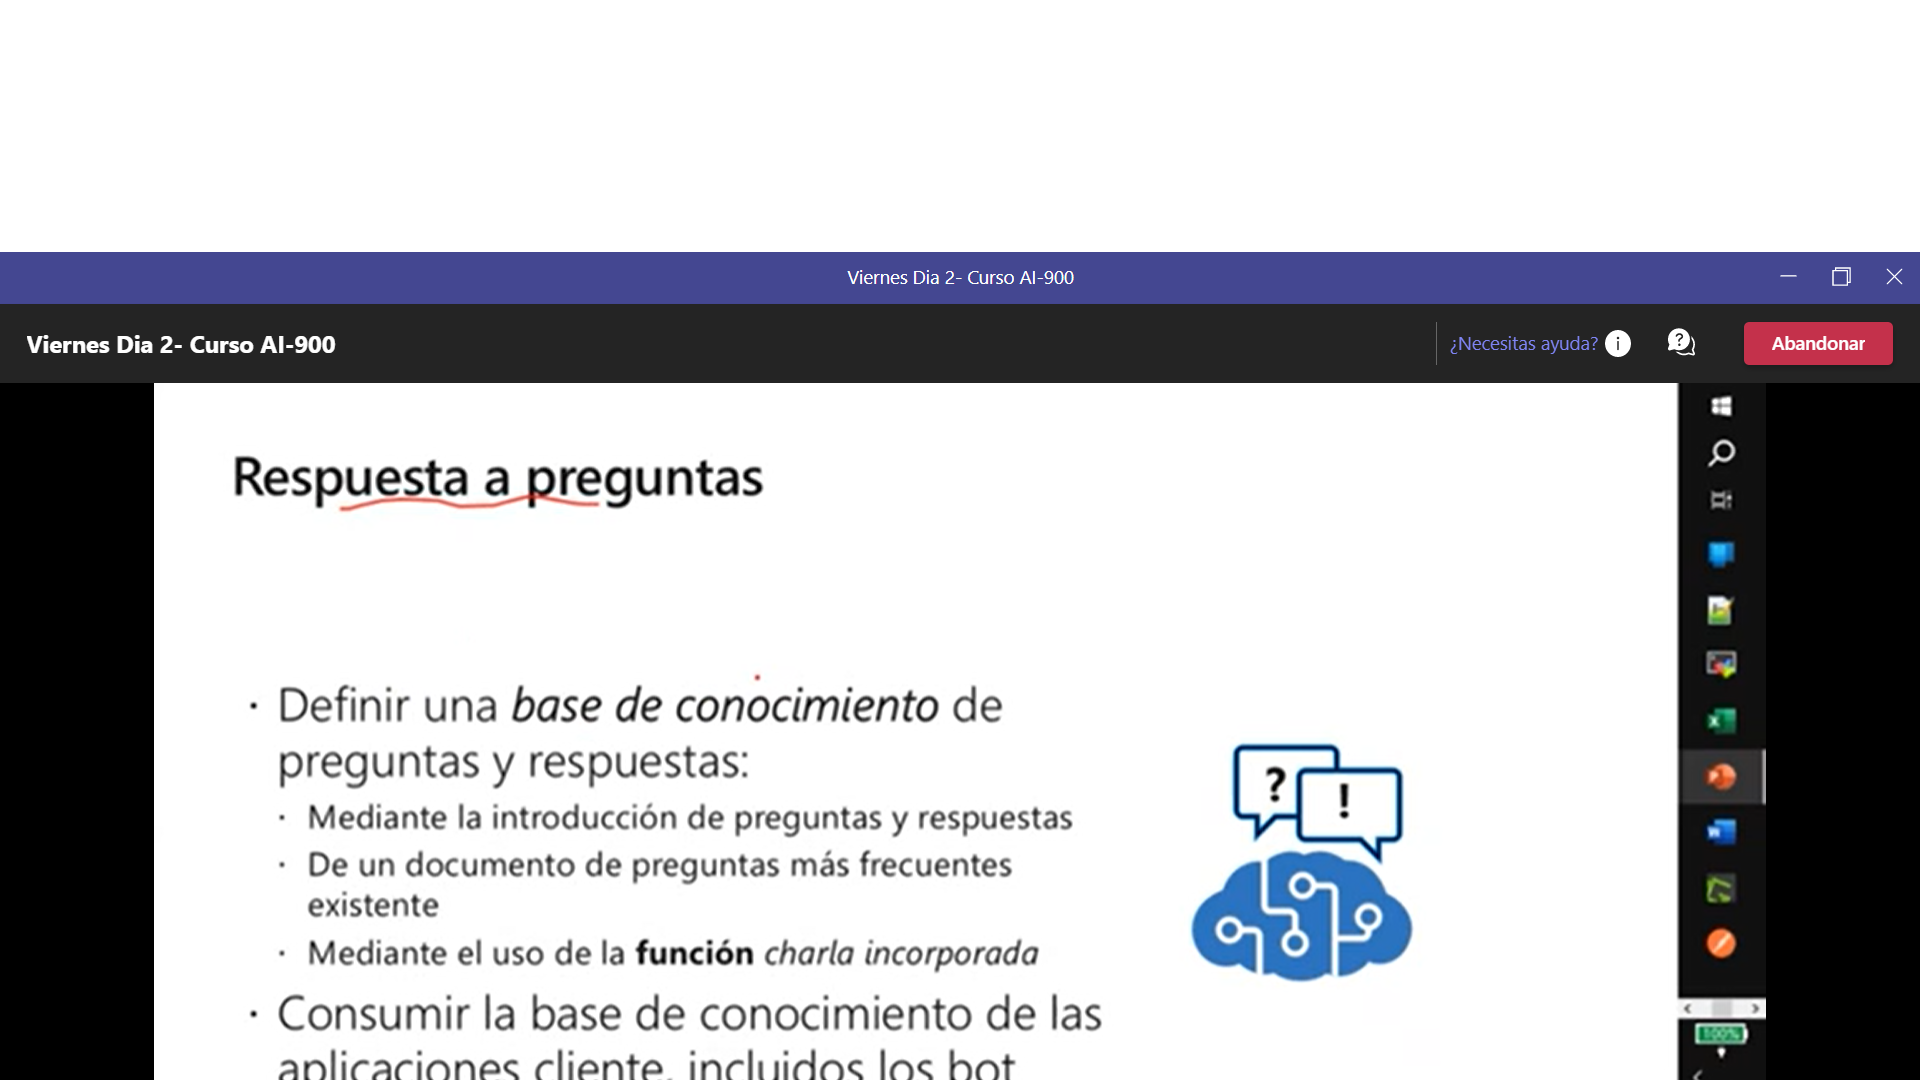 Viernes Dia 2- Curso AI-900
Viernes Dia 2- Curso AI-900
¿Necesitas ayuda?
Abandonar
Respuesta a preguntas
· Definir una base de conocimiento de
preguntas y respuestas:
· Mediante la introducción de preguntas y respuestas
· De un documento de preguntas más frecuentes
existente
· Mediante el uso de la función charla incorporada
? !
· Consumir la base de conocimiento de las
aplicaciones cliente, incluidos los bot
100%